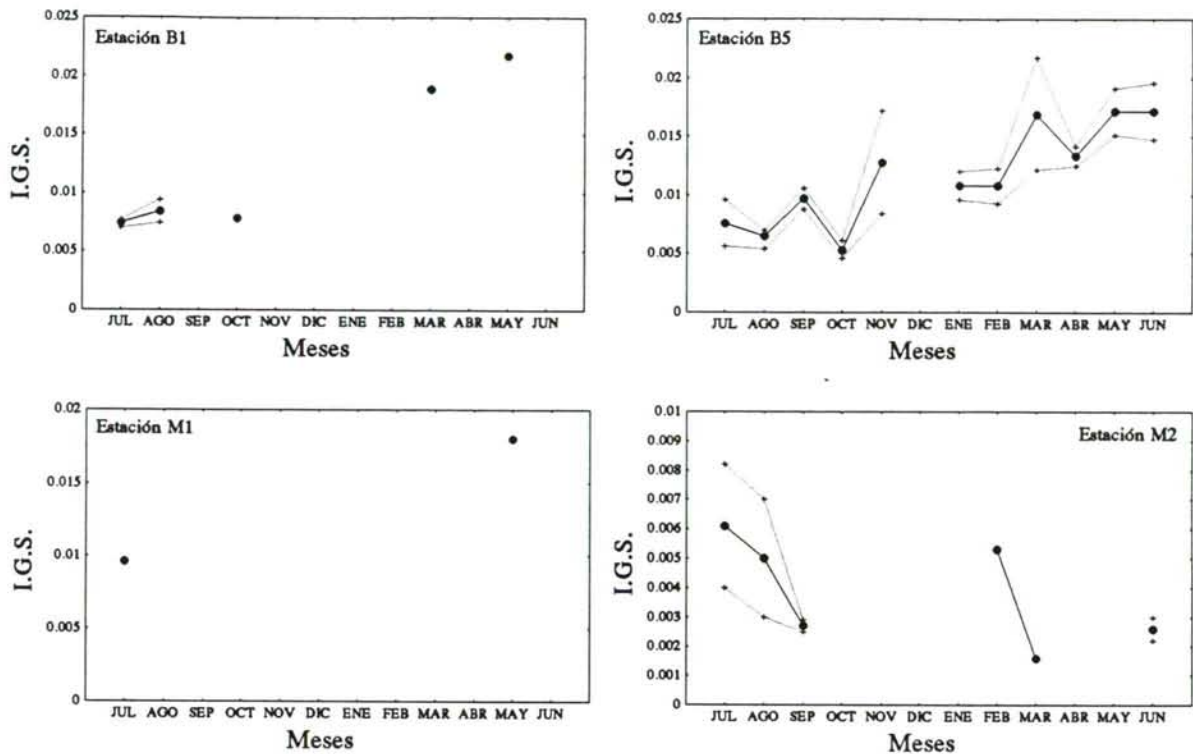 Estación B1
I.G.S.
0.025
0.02
0.015
0.01
0.005
0
JUL AGO SEP OCT NOV DIC ENE FEB MAR ABR MAY JUN
Meses
Estación B5
I.G.S.
0.025
0.02
0.015
0.01
0.005
0
JUL AGO SEP OCT NOV DIC ENE FEB MAR ABR MAY JUN
Meses
Estación M1
I.G.S.
0.02
0.015
0.01
0.005
0
JUL AGO SEP OCT NOV DIC ENE FEB MAR ABR MAY JUN
Meses
Estación M2
I.G.S.
0.01
0.009
0.008
0.007
0.006
0.005
0.004
0.003
0.002
0.001
0.000
JUL AGO SEP OCT NOV DIC ENE FEB MAR ABR MAY JUN
Meses